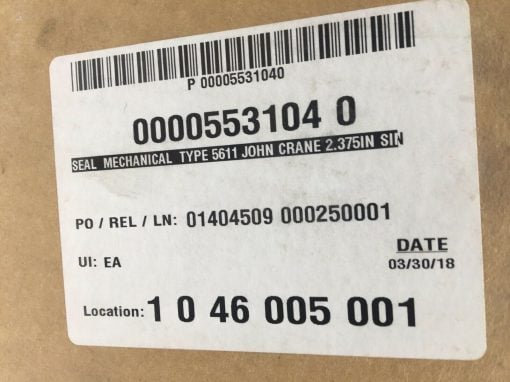 P 00005531040
0000553104 0
SEAL MECHANICAL TYPE 5611 JOHN CRANE 2.375IN SIN
PO / REL / LN: 01404509 000250001
DATE
UI: EA
03/30/18
Location: 1 0 46 005 001